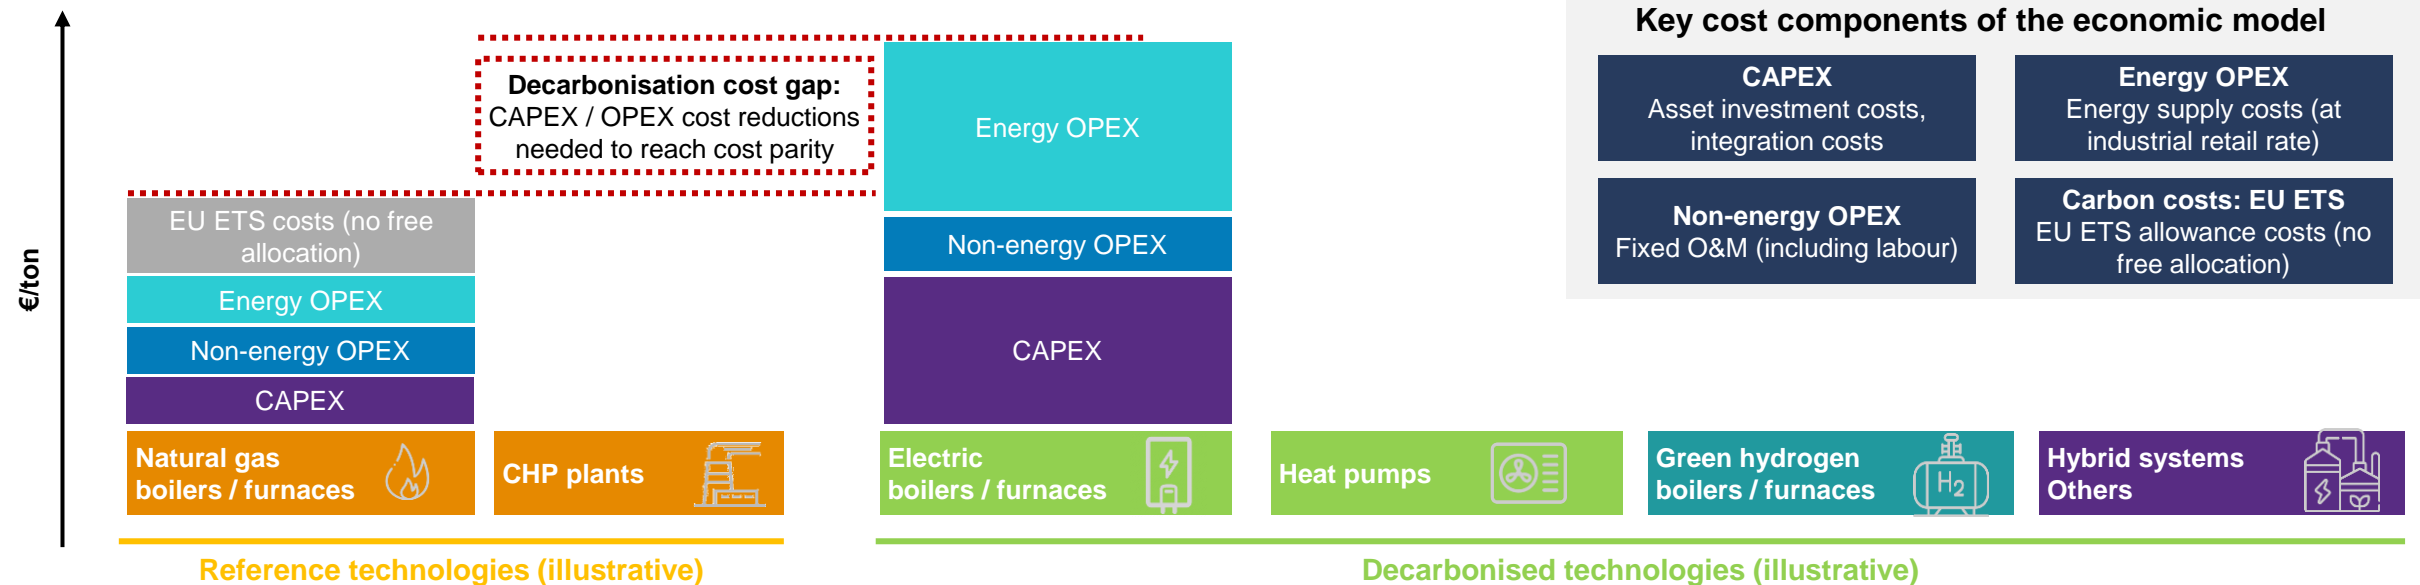 €/ton
Decarbonisation cost gap:
CAPEX / OPEX cost reductions
needed to reach cost parity
EU ETS costs (no free
allocation)
Energy OPEX
Non-energy OPEX
CAPEX
Energy OPEX
Non-energy OPEX
CAPEX
Key cost components of the economic model
CAPEX
Asset investment costs,
integration costs
Energy OPEX
Energy supply costs (at
industrial retail rate)
Non-energy OPEX
Fixed O&M (including labour)
Carbon costs: EU ETS
EU ETS allowance costs (no
free allocation)
Natural gas
boilers / furnaces
CHP plants
Electric
boilers / furnaces
Heat pumps
Green hydrogen
boilers / furnaces
H2
Hybrid systems
Others
Reference technologies (illustrative)
Decarbonised technologies (illustrative)